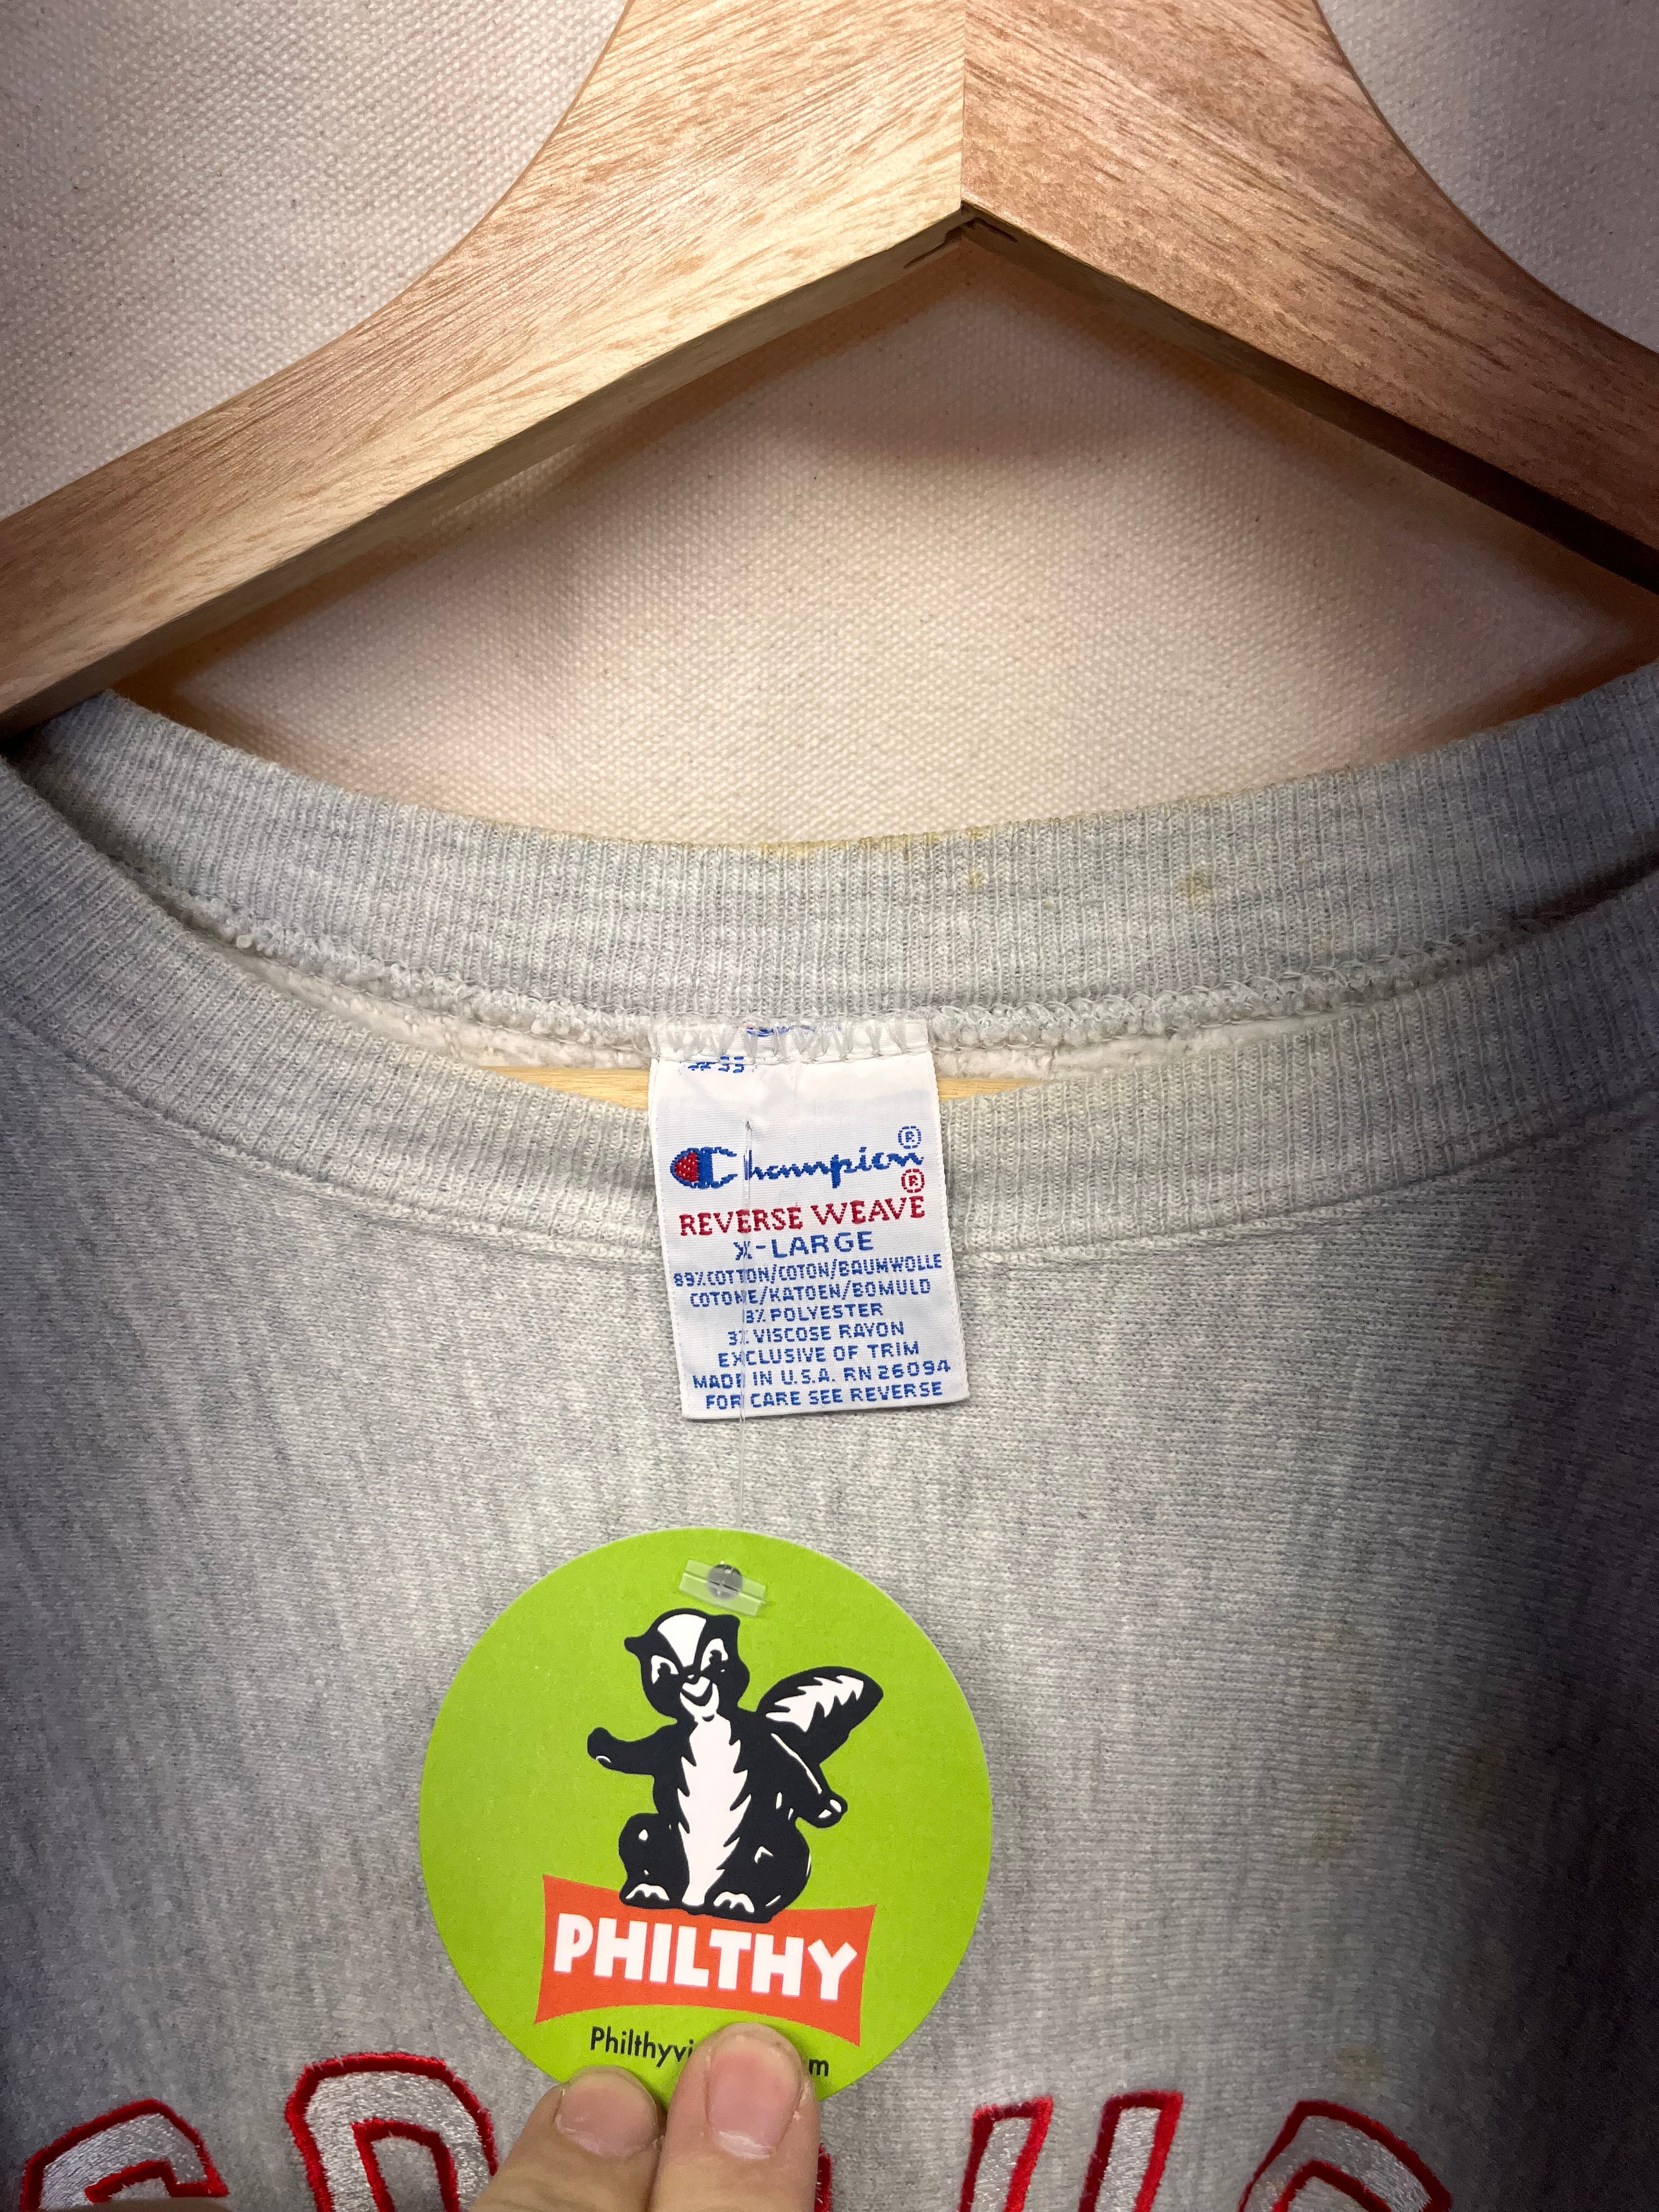 Champion®
REVERSE WEAVE®
X-LARGE
89% COTTON/COTON/BAUMWOLLE
COTONE/KATOEN/BOMULD
8% POLYESTER
3% VISCOSE RAYON
EXCLUSIVE OF TRIM
MADE IN U.S.A. RN 26094
FOR CARE SEE REVERSE
PHILTHY